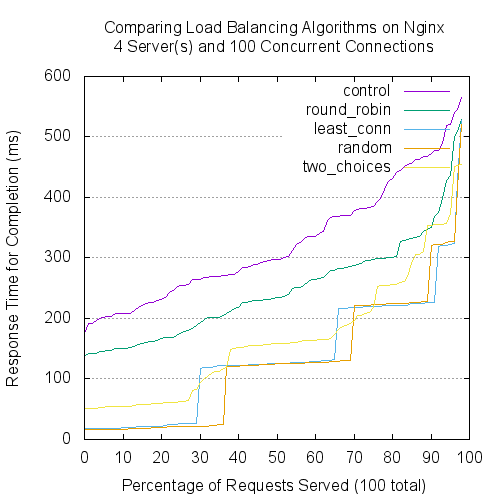 Comparing Load Balancing Algorithms on Nginx
4 Server(s) and 100 Concurrent Connections
600
500
400
300
200
100
0
Response Time for Completion (ms)
control
round_robin
least_conn
random
two_choices
0 10 20 30 40 50 60 70 80 90 100
Percentage of Requests Served (100 total)